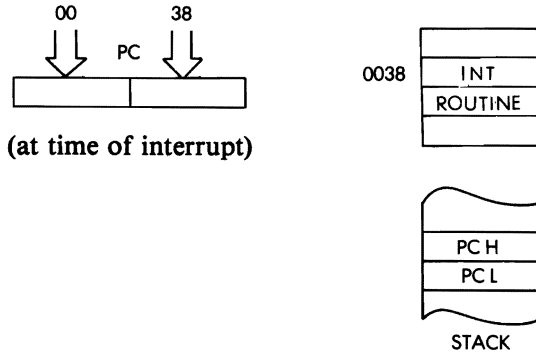 00 38
PC
(at time of interrupt)
0038 INT
ROUTINE
PC H
PC L
STACK